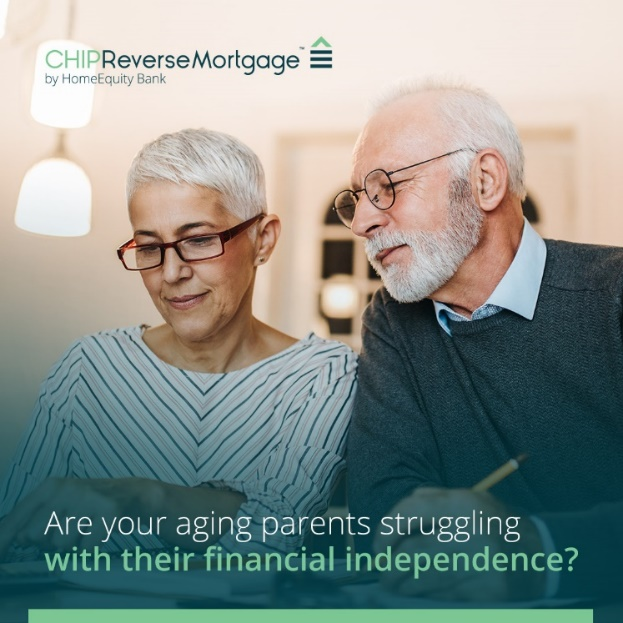 CHIPReverseMortgage™
by HomeEquity Bank
Are your aging parents struggling
with their financial independence?